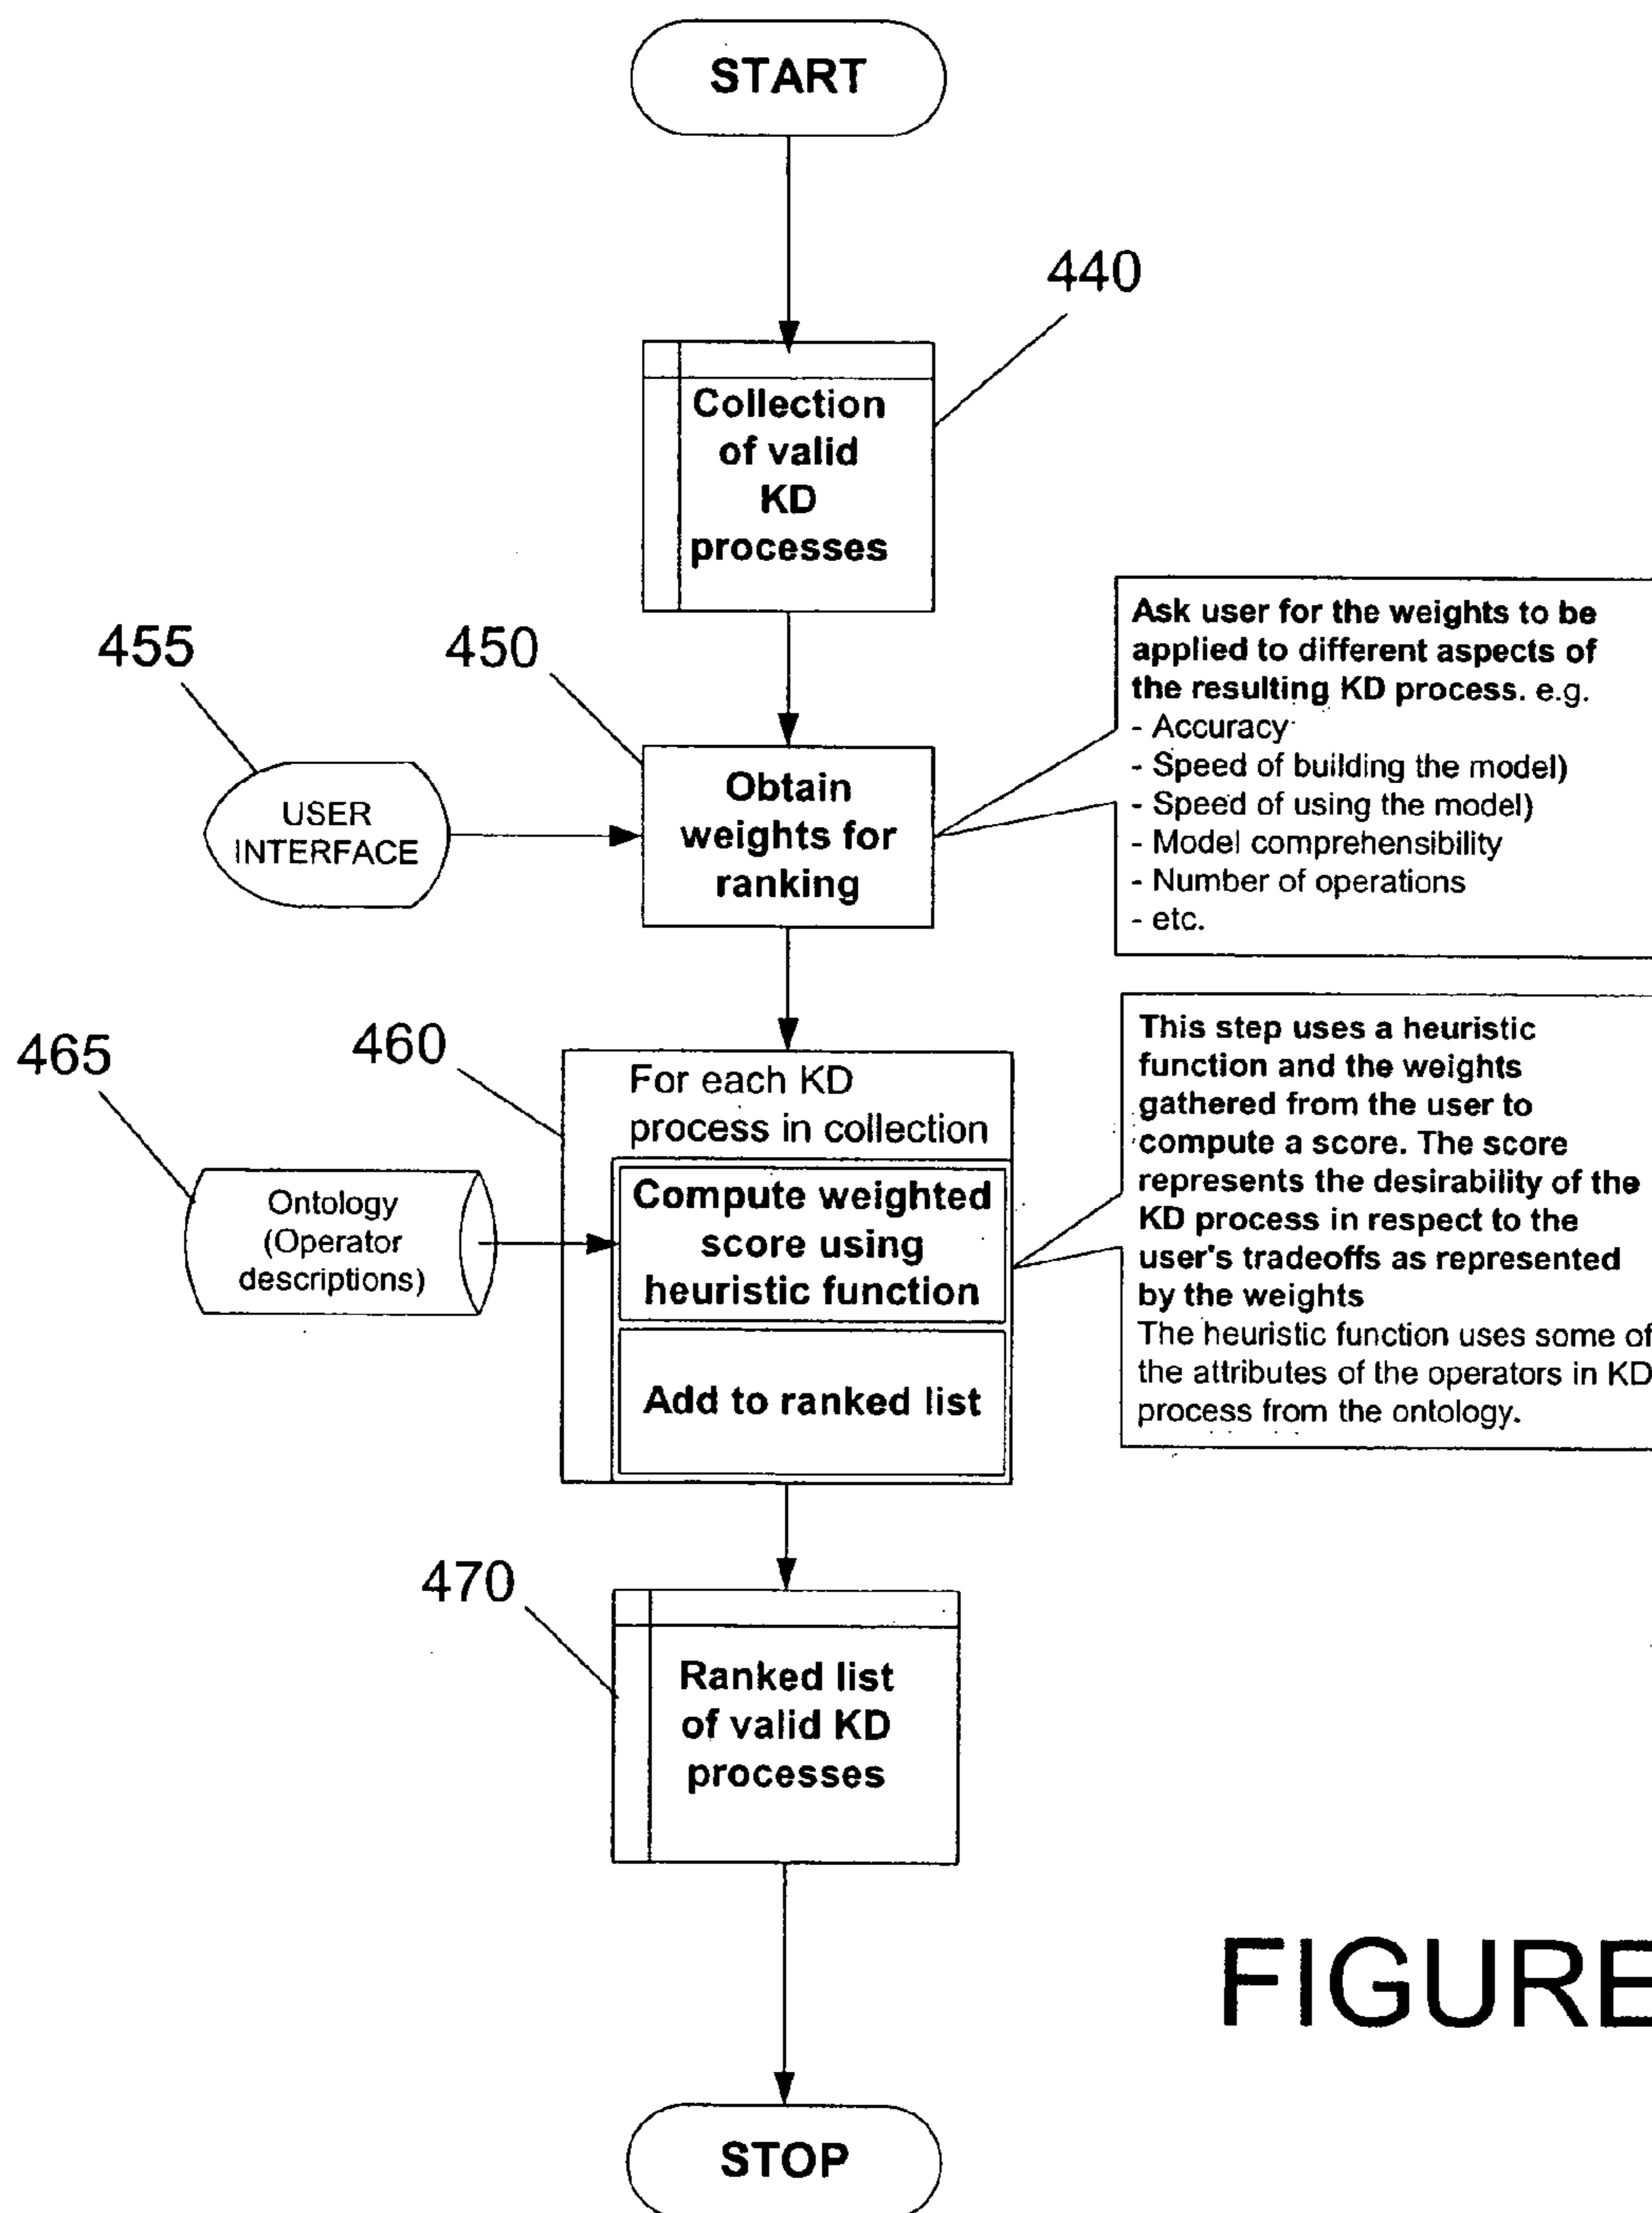 START
440
Collection
of valid
KD
processes
455
450
USER
INTERFACE
Obtain
weights for
ranking
Ask user for the weights to be
applied to different aspects of
the resulting KD process. e.g.
- Accuracy
- Speed of building the model)
- Speed of using the model)
- Model comprehensibility
- Number of operations
- etc.
465
460
For each KD
process in collection
Ontology
(Operator
descriptions)
Compute weighted
score using
heuristic function
Add to ranked list
This step uses a heuristic
function and the weights
gathered from the user to
compute a score. The score
represents the desirability of the
KD process in respect to the
user's tradeoffs as represented
by the weights
The heuristic function uses some of
the attributes of the operators in KD
process from the ontology.
470
Ranked list
of valid KD
processes
FIGURE
STOP